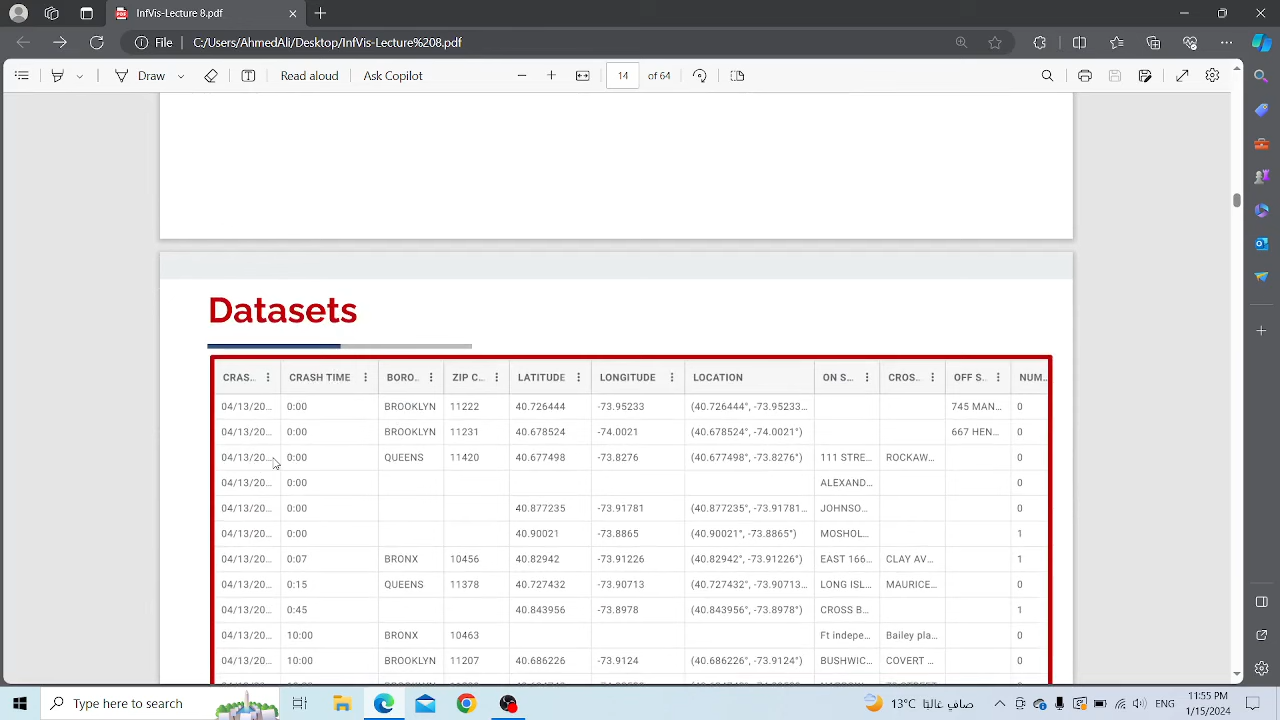 Infoviz - Week 8.pdf
File
C:/Users/Desktop/Infoviz/Week%208.pdf
Draw
Read aloud
Ask Copilot
14 of 64
Datasets
CRAS… CRASH TIME BORO… ZIP C… LATITUDE LONGITUDE LOCATION ON S… CROS… OFF S… NUM…
04/13/20… 0:00 BROOKLYN 11222 40.726444 -73.95233 (40.726444°, -73.95233… 745 MAN… 0
04/13/20… 0:00 BROOKLYN 11231 40.678524 -74.0021 (40.678524°, -74.0021°) 667 HEN… 0
04/13/20… 0:00 QUEENS 11420 40.677498 -73.8276 (40.677498°, -73.8276°) 111 STRE… ROCKAW… 0
04/13/20… 0:00 ALEXAND… 0
04/13/20… 0:00 40.877235 -73.91781 (40.877235°, -73.91781… JOHNSO… 0
04/13/20… 0:00 40.90021 -73.8865 (40.90021°, -73.8865°) MOSHOL… 1
04/13/20… 0:07 BRONX 10456 40.82942 -73.91226 (40.82942°, -73.91226°) EAST 166… CLAY AV… 1
04/13/20… 0:15 QUEENS 11378 40.727432 -73.90713 (40.727432°, -73.90713… LONG ISL… MAURICE… 0
04/13/20… 0:45 40.843956 -73.8978 (40.843956°, -73.8978°) CROSS B… 1
04/13/20… 10:00 BRONX 10463 Ft indepe… Bailey pla… 0
04/13/20… 10:00 BROOKLYN 11207 40.686226 -73.9124 (40.686226°, -73.9124°) BUSHWIC… COVERT … 0
Type here to search
13°C صافي غالبًا
11:55 PM
1/15/2024